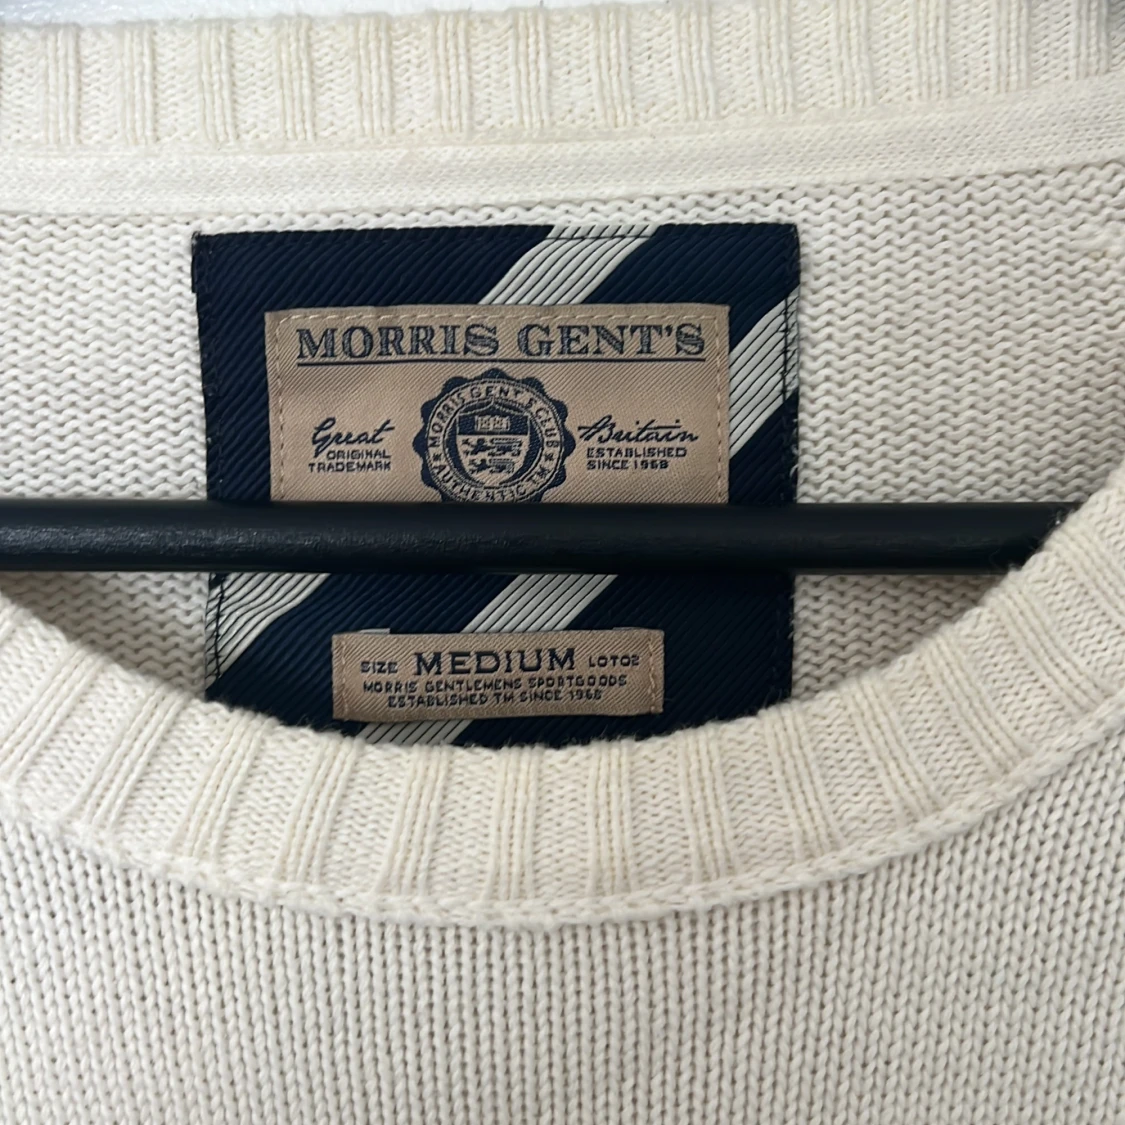 MORRIS GENT'S
MORRIS GENT'S CLUB
AUTHENTIC TM
Great
ORIGINAL
TRADEMARK
Britain
ESTABLISHED
SINCE 1968
SIZE MEDIUM LOT02
MORRIS GENTLEMENS SPORTGOODS
ESTABLISHED TM SINCE 1968